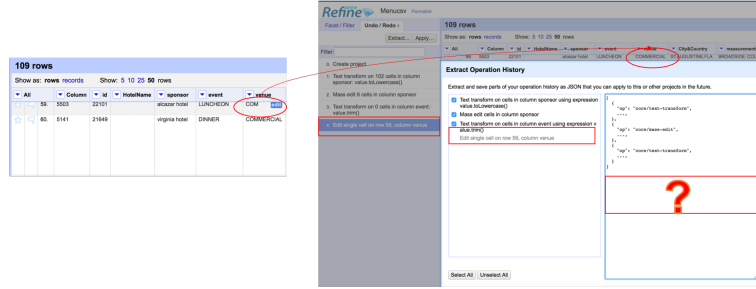 109 rows
Show as: rows records Show: 5 10 25 50 rows
All Column id HotelName sponsor event venue
59. 5503 22101 alcazar hotel LUNCHEON COM edit
60. 5141 21649 virginia hotel DINNER COMMERCIAL
Refine Menucsv Permalink
Facet / Filter Undo / Redo 4
Extract... Apply...
Filter:
0. Create project
1. Text transform on 102 cells in column
sponsor: value.toLowercase()
2. Mass edit 6 cells in column sponsor
3. Text transform on 0 cells in column event:
value.trim()
4. Edit single cell on row 59, column venue
109 rows
Show as: rows records Show: 5 10 25 50 rows
All Column id HotelName sponsor event venue City&Country measurement
59. 5503 22101 alcazar hotel LUNCHEON COMMERCIAL ST.AUGUSTINE,FLA BROADSIDE, COL
Extract Operation History
Extract and save parts of your operation history as JSON that you can apply to this or other projects in the future.
Text transform on cells in column sponsor using expression
value.toLowercase()
Mass edit cells in column sponsor
Text transform on cells in column event using expression v
alue.trim()
Edit single cell on row 59, column venue
[
{
"op": "core/text-transform",
...,
},
{
"op": "core/mass-edit",
...,
},
{
"op": "core/text-transform",
...,
}
]
?
Select All Unselect All